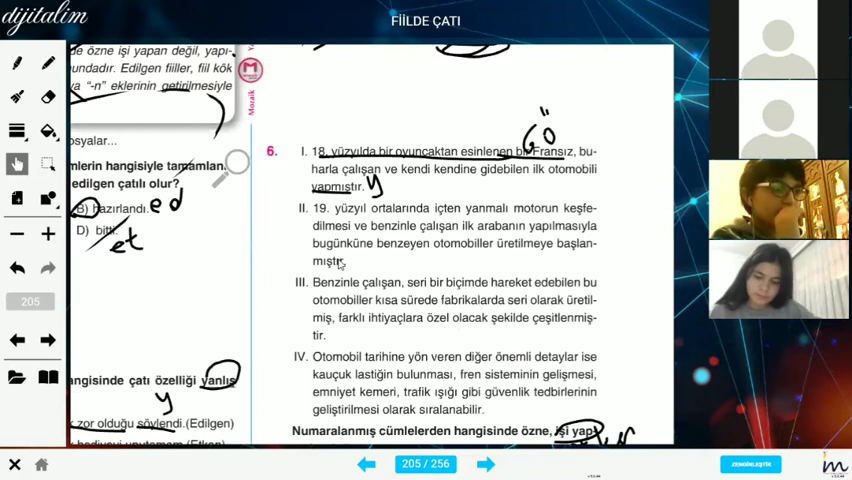 dijitalim
FİİLDE ÇATI
de özne işi yapan değil, yapı-
undadır. Edilgen fiiller, fiil kök
ya “-n” eklerinin getirilmesiyle
Mozaik
osyalar...
mlerin hangisiyle tamamlan
edilgen çatılı olur?
B) hazırlandı. ed
D) bitti. et
GÖ
6. I. 18. yüzyılda bir oyuncaktan esinlenen bir Fransız, bu-
harla çalışan ve kendi kendine gidebilen ilk otomobili
yapmıştır. y
II. 19. yüzyıl ortalarında içten yanmalı motorun keşfe-
dilmesi ve benzinle çalışan ilk arabanın yapılmasıyla
bugünküne benzeyen otomobiller üretilmeye başlan-
mıştır.
III. Benzinle çalışan, seri bir biçimde hareket edebilen bu
otomobiller kısa sürede fabrikalarda seri olarak üretil-
miş, farklı ihtiyaçlara özel olacak şekilde çeşitlenmiş-
tir.
IV. Otomobil tarihine yön veren diğer önemli detaylar ise
kauçuk lastiğin bulunması, fren sisteminin gelişmesi,
emniyet kemeri, trafik ışığı gibi güvenlik tedbirlerinin
geliştirilmesi olarak sıralanabilir.
Numaralanmış cümlelerden hangisinde özne, işi yap-
angisinde çatı özelliği yanlış
y
k zor olduğu söylendi.(Edilgen)
205
205 / 256
ZENGİNLEŞTİK